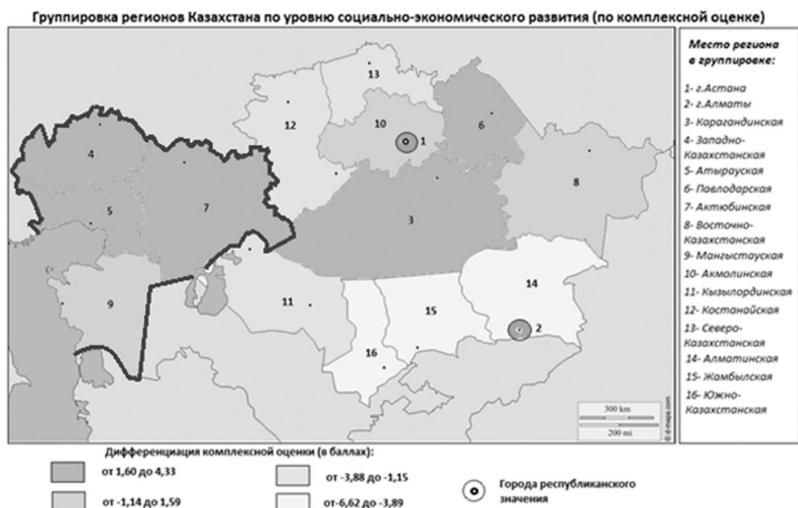 Группировка регионов Казахстана по уровню социально-экономического развития (по комплексной оценке)
Место региона
в группировке:
1- г.Астана
2- г.Алматы
3- Карагандинская
4- Западно-
Казахстанская
5- Атырауская
6- Павлодарская
7- Актюбинская
8- Восточно-
Казахстанская
9- Мангыстауская
10- Акмолинская
11- Кызылординская
12- Костанайская
13- Северо-
Казахстанская
14- Алматинская
15- Жамбылская
16- Южно-
Казахстанская
13
12
10
1
6
4
8
5
7
3
9
11
14
15
2
16
300 km
200 mi
© d-maps.com
Дифференциация комплексной оценки (в баллах):
от 1,60 до 4,33
от -3,88 до -1,15
от -1,14 до 1,59
от -6,62 до -3,89
Города республиканского
значения